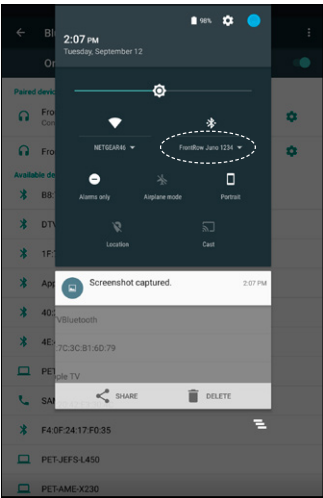 98%
Bl
2:07 PM
Tuesday, September 12
On
Paired devic
Fro
Con
NETGEAR46
FrontRow Juno 1234
Fro
Alarms only
Airplane mode
Portrait
Available de
B8:
DTV
Location
Cast
1F:
App
Screenshot captured.
2:07 PM
40:
VBluetooth
4E:
:7C:3C:B1:6D:79
PET
ple TV
SHARE
DELETE
SAM
F4:0F:24:17:F0:35
PET-JEFS-L450
PET-AME-X230